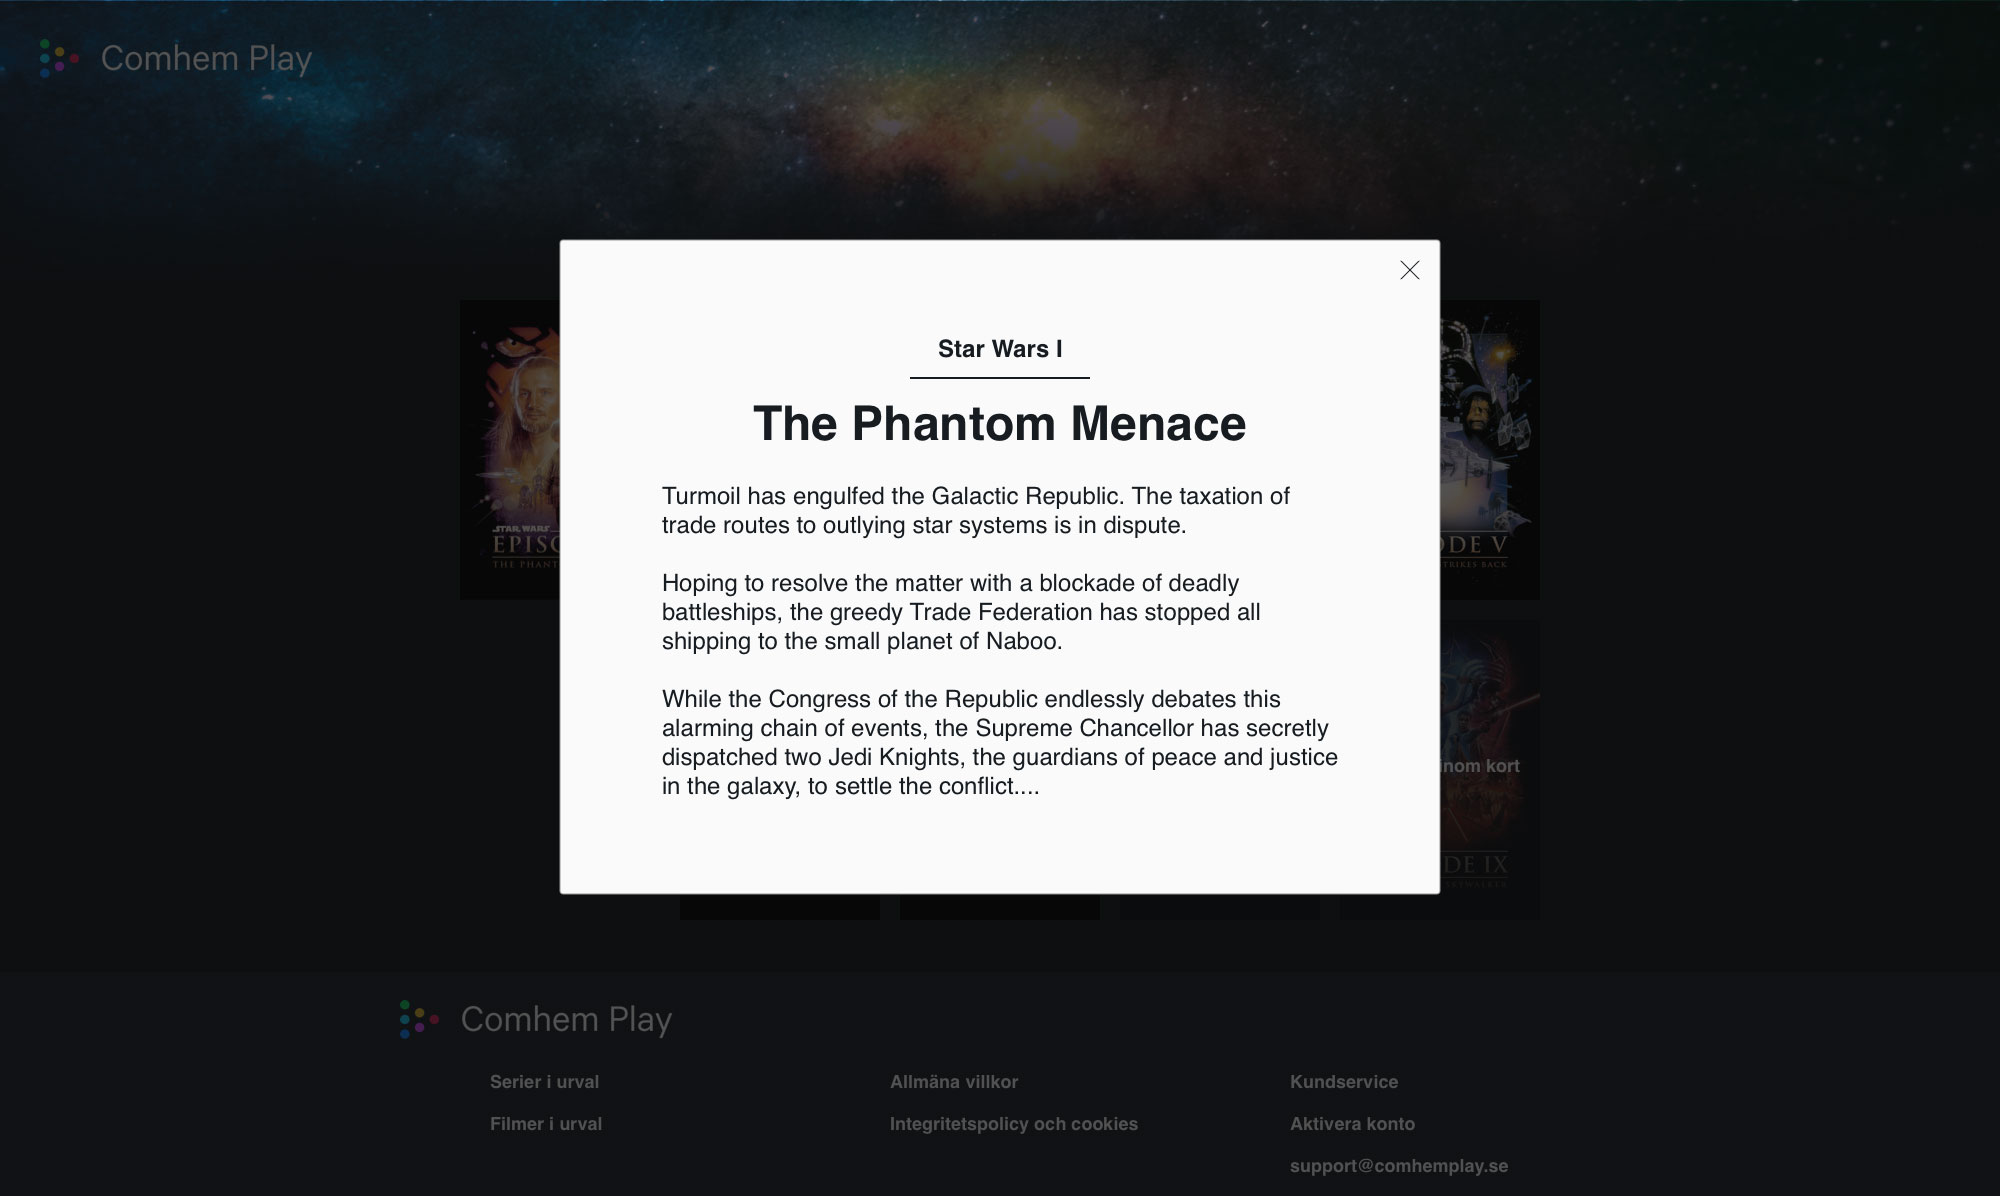 Comhem Play
Star Wars I
The Phantom Menace
Turmoil has engulfed the Galactic Republic. The taxation of
trade routes to outlying star systems is in dispute.
Hoping to resolve the matter with a blockade of deadly
battleships, the greedy Trade Federation has stopped all
shipping to the small planet of Naboo.
While the Congress of the Republic endlessly debates this
alarming chain of events, the Supreme Chancellor has secretly
dispatched two Jedi Knights, the guardians of peace and justice
in the galaxy, to settle the conflict....
STAR WARS
EPISO
THE PHANT
ODE V
TRIKES BACK
inom kort
DE IX
SKYWALKER
Comhem Play
Serier i urval
Filmer i urval
Allmäna villkor
Integritetspolicy och cookies
Kundservice
Aktivera konto
support@comhemplay.se